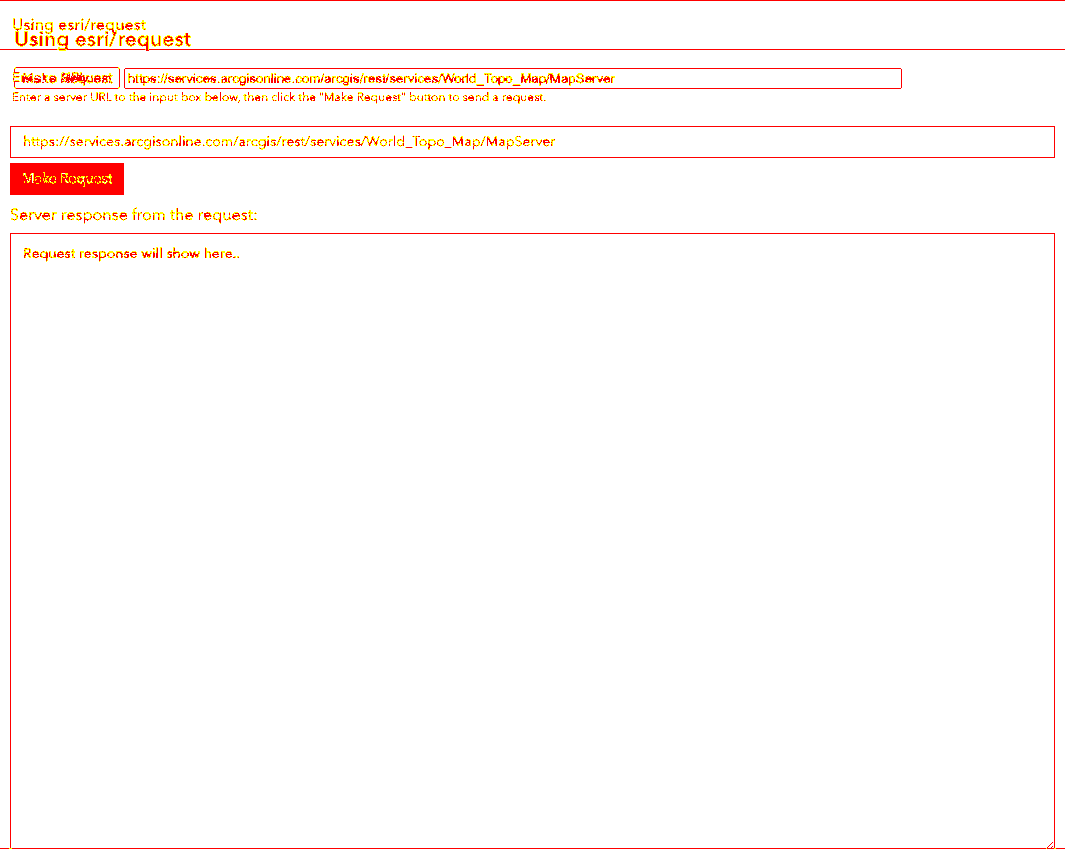 Using esri/request
Using esri/request
Make Request https://services.arcgisonline.com/arcgis/rest/services/World_Topo_Map/MapServer
Enter a server URL to the input box below, then click the "Make Request" button to send a request.
https://services.arcgisonline.com/arcgis/rest/services/World_Topo_Map/MapServer
Make Request
Server response from the request:
Request response will show here..